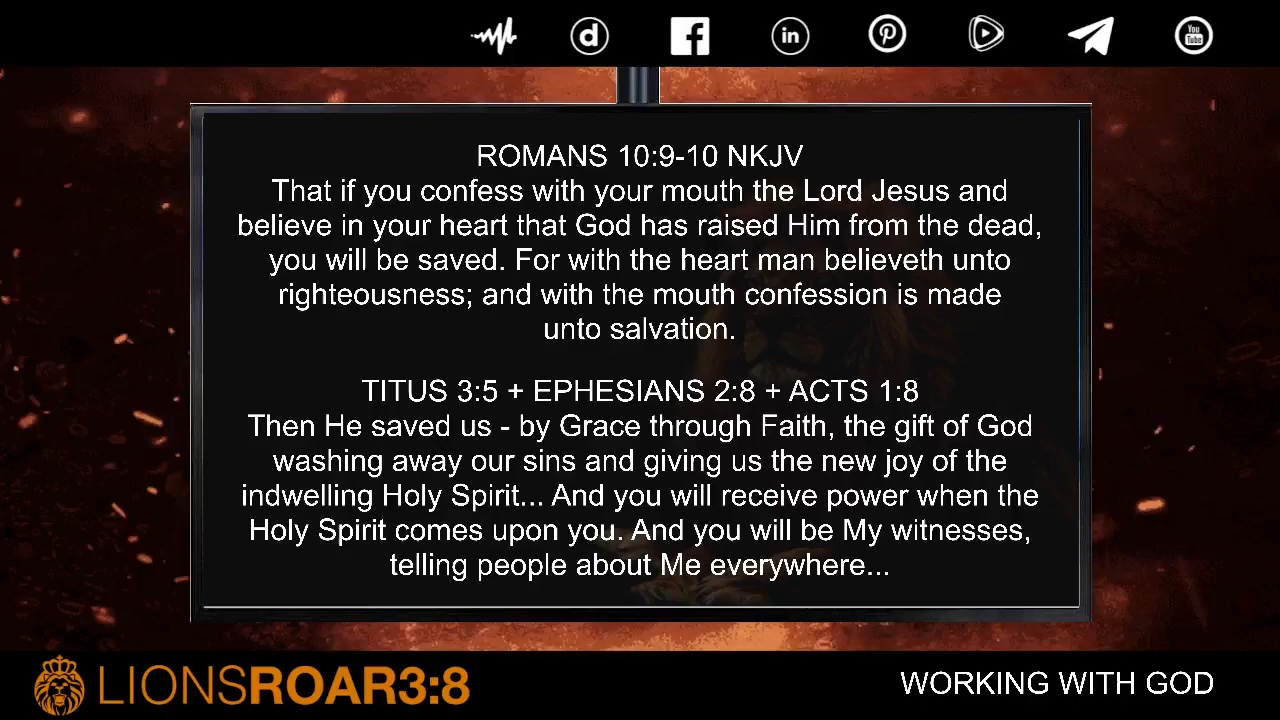 You
Tube
ROMANS 10:9-10 NKJV
That if you confess with your mouth the Lord Jesus and
believe in your heart that God has raised Him from the dead,
you will be saved. For with the heart man believeth unto
righteousness; and with the mouth confession is made
unto salvation.
TITUS 3:5 + EPHESIANS 2:8 + ACTS 1:8
Then He saved us - by Grace through Faith, the gift of God
washing away our sins and giving us the new joy of the
indwelling Holy Spirit... And you will receive power when the
Holy Spirit comes upon you. And you will be My witnesses,
telling people about Me everywhere...
LIONSROAR3:8
WORKING WITH GOD